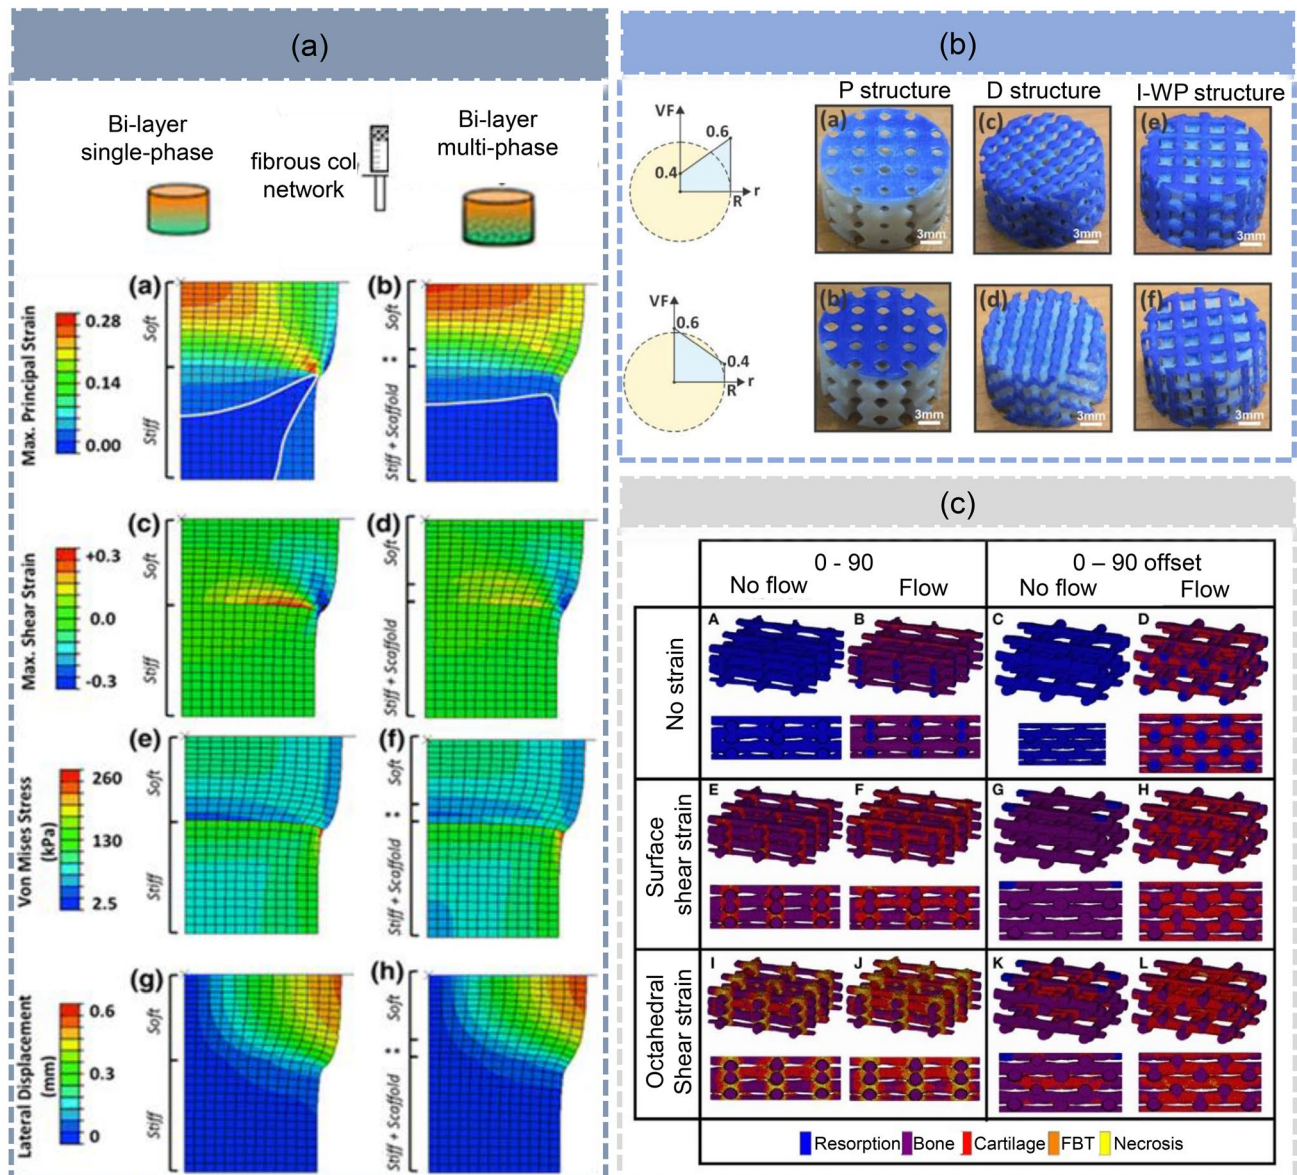 (a)
Bi-layer
single-phase
fibrous col
network
Bi-layer
multi-phase
Max. Principal Strain
0.28
0.14
0.00
(a)
Soft
Stiff
(b)
Soft
Stiff + Scaffold
Max. Shear Strain
+0.3
0.0
-0.3
(c)
Soft
Stiff
(d)
Soft
Stiff + Scaffold
Von Mises Stress
(kPa)
260
130
2.5
(e)
Soft
Stiff
(f)
Soft
Stiff + Scaffold
Lateral Displacement
(mm)
0.6
0.3
0
(g)
Soft
Stiff
(h)
Soft
Stiff + Scaffold
(b)
P structure
D structure
I-WP structure
VF
0.6
0.4
R
r
(a)
3mm
(c)
3mm
(e)
3mm
VF
0.6
0.4
R
r
(b)
3mm
(d)
3mm
(f)
3mm
(c)
0 - 90
0 – 90 offset
No flow
Flow
No flow
Flow
No strain
A
B
C
D
Surface
shear strain
E
F
G
H
Octahedral
Shear strain
I
J
K
L
Resorption
Bone
Cartilage
FBT
Necrosis